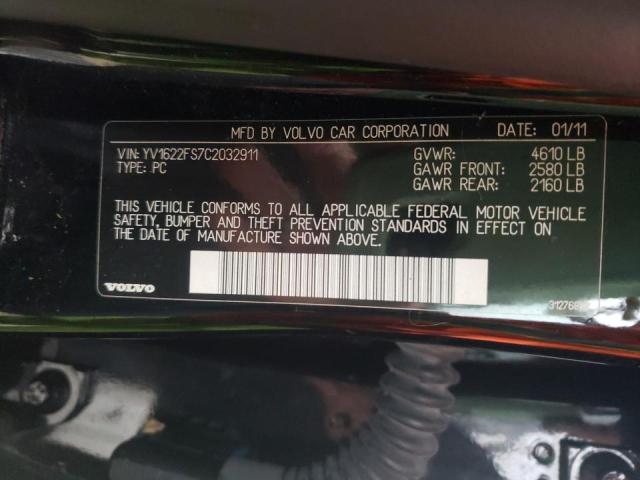 MFD BY VOLVO CAR CORPORATION DATE: 01/11
VIN: YV1622FS7C2032911 GVWR: 4610 LB
TYPE: PC GAWR FRONT: 2580 LB
GAWR REAR: 2160 LB
THIS VEHICLE CONFORMS TO ALL APPLICABLE FEDERAL MOTOR VEHICLE
SAFETY, BUMPER AND THEFT PREVENTION STANDARDS IN EFFECT ON
THE DATE OF MANUFACTURE SHOWN ABOVE.
VOLVO